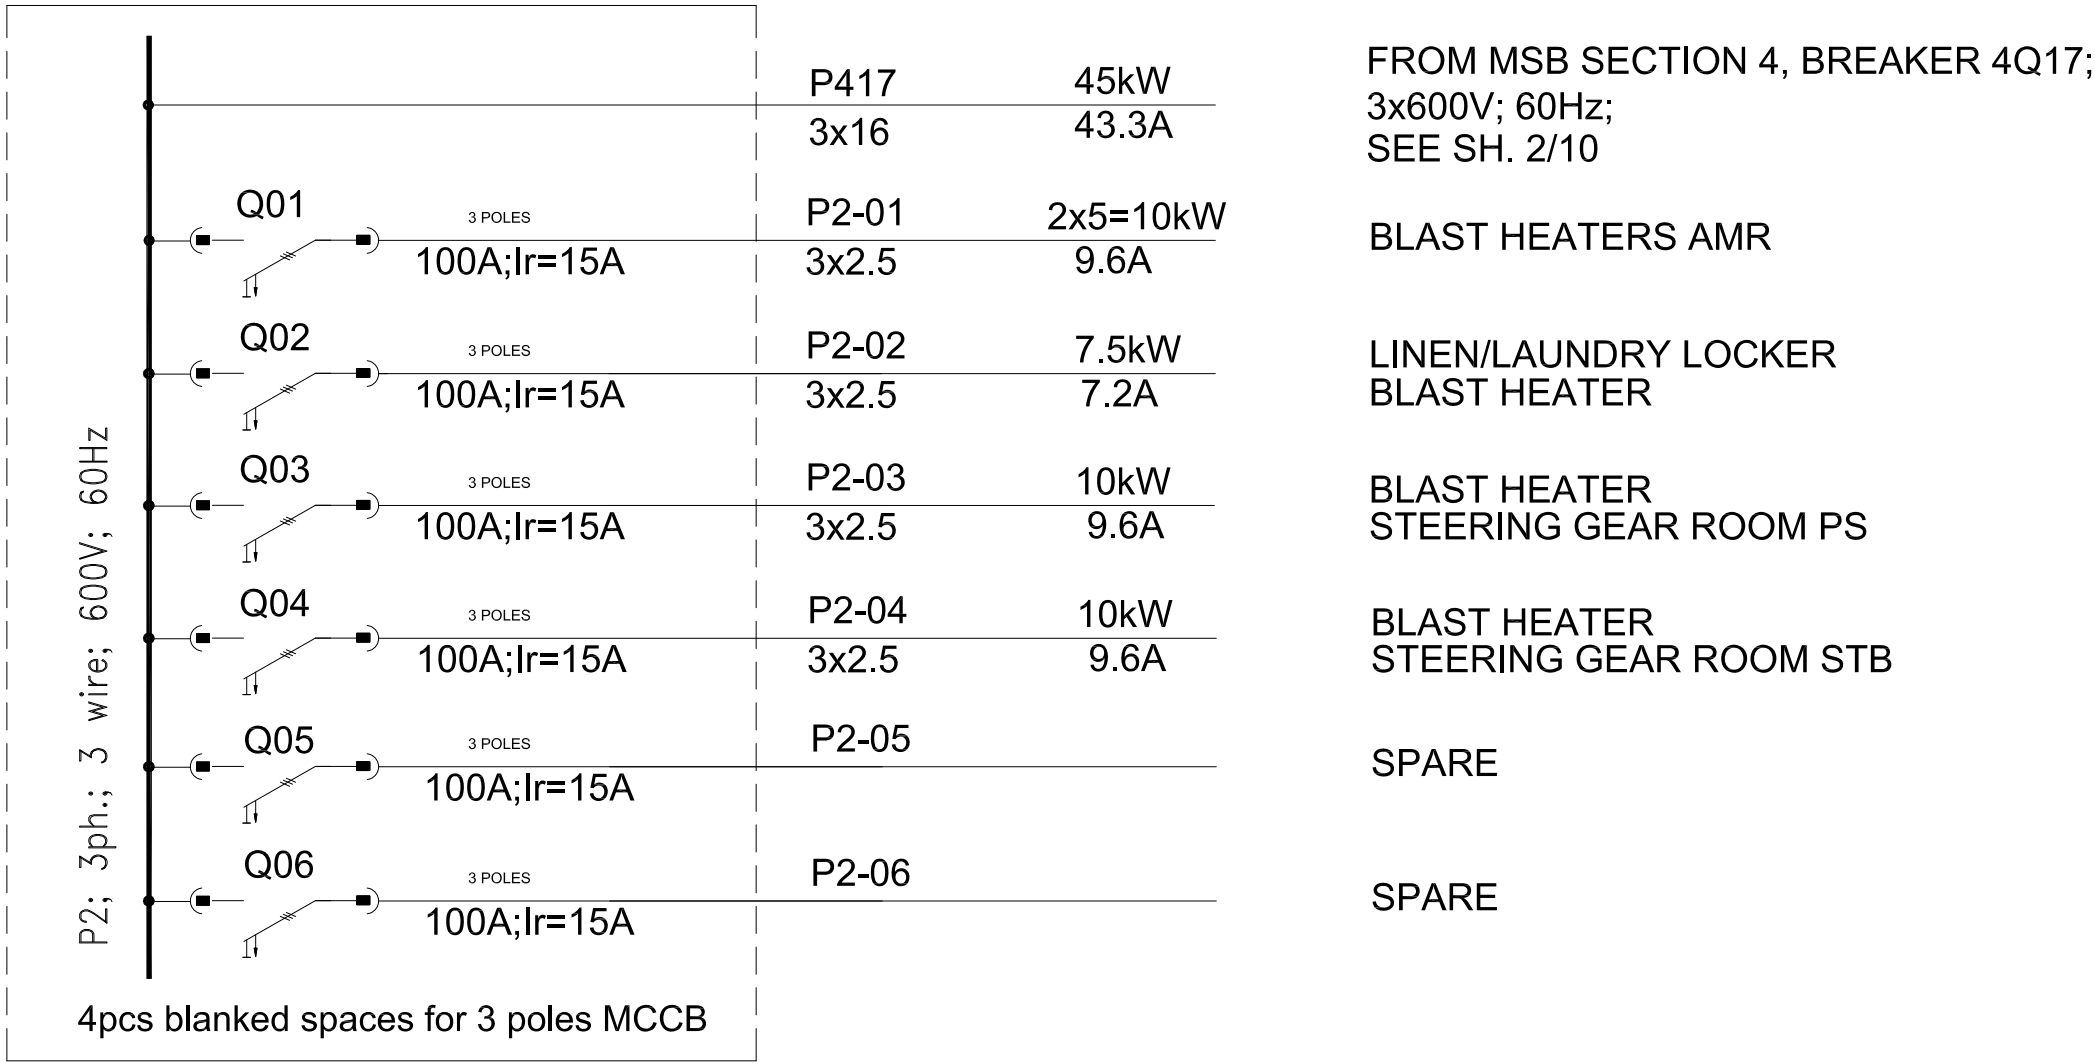 P417 45kW
3x16 43.3A
FROM MSB SECTION 4, BREAKER 4Q17;
3x600V; 60Hz;
SEE SH. 2/10
Q01 3 POLES P2-01 2x5=10kW
100A;Ir=15A 3x2.5 9.6A
BLAST HEATERS AMR
Q02 3 POLES P2-02 7.5kW
100A;Ir=15A 3x2.5 7.2A
LINEN/LAUNDRY LOCKER
BLAST HEATER
Q03 3 POLES P2-03 10kW
100A;Ir=15A 3x2.5 9.6A
BLAST HEATER
STEERING GEAR ROOM PS
Q04 3 POLES P2-04 10kW
100A;Ir=15A 3x2.5 9.6A
BLAST HEATER
STEERING GEAR ROOM STB
Q05 3 POLES P2-05
100A;Ir=15A
SPARE
Q06 3 POLES P2-06
100A;Ir=15A
SPARE
P2; 3ph.; 3 wire; 600V; 60Hz
4pcs blanked spaces for 3 poles MCCB